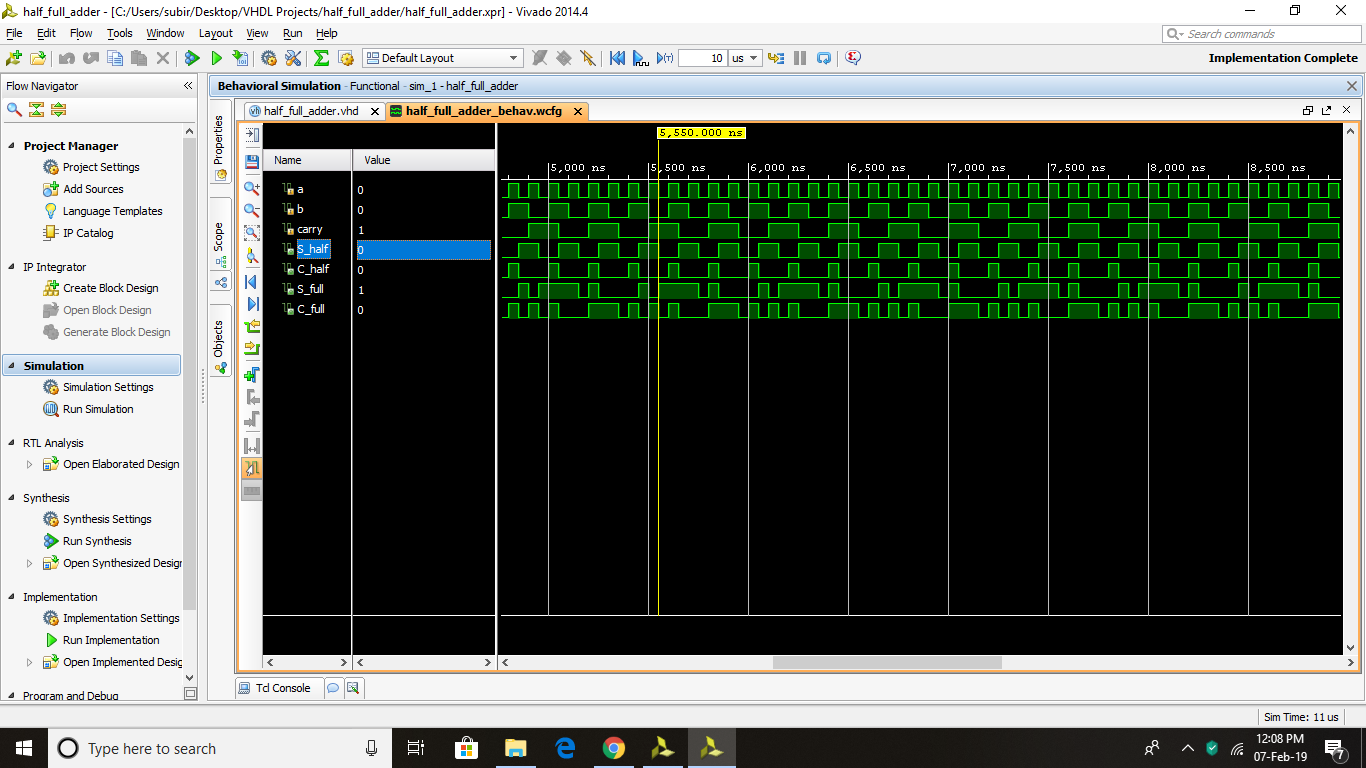 half_full_adder - [C:/Users/subir/Desktop/VHDL Projects/half_full_adder/half_full_adder.xpr] - Vivado 2014.4
File Edit Flow Tools Window Layout View Run Help
Search commands
Default Layout
10 us
Implementation Complete
Flow Navigator
Project Manager
Project Settings
Add Sources
Language Templates
IP Catalog
IP Integrator
Create Block Design
Open Block Design
Generate Block Design
Simulation
Simulation Settings
Run Simulation
RTL Analysis
Open Elaborated Design
Synthesis
Synthesis Settings
Run Synthesis
Open Synthesized Design
Implementation
Implementation Settings
Run Implementation
Open Implemented Desig
Program and Debug
Behavioral Simulation - Functional - sim_1 - half_full_adder
Properties
Scope
Objects
half_full_adder.vhd
half_full_adder_behav.wcfg
5,550.000 ns
Name Value
5,000 ns 5,500 ns 6,000 ns 6,500 ns 7,000 ns 7,500 ns 8,000 ns 8,500 ns
a 0
b 0
carry 1
S_half 0
C_half 0
S_full 1
C_full 0
Tcl Console
Sim Time: 11 us
Type here to search
12:08 PM
07-Feb-19
7